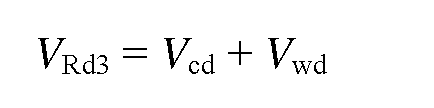 V_Rd3 = V_cd + V_wd